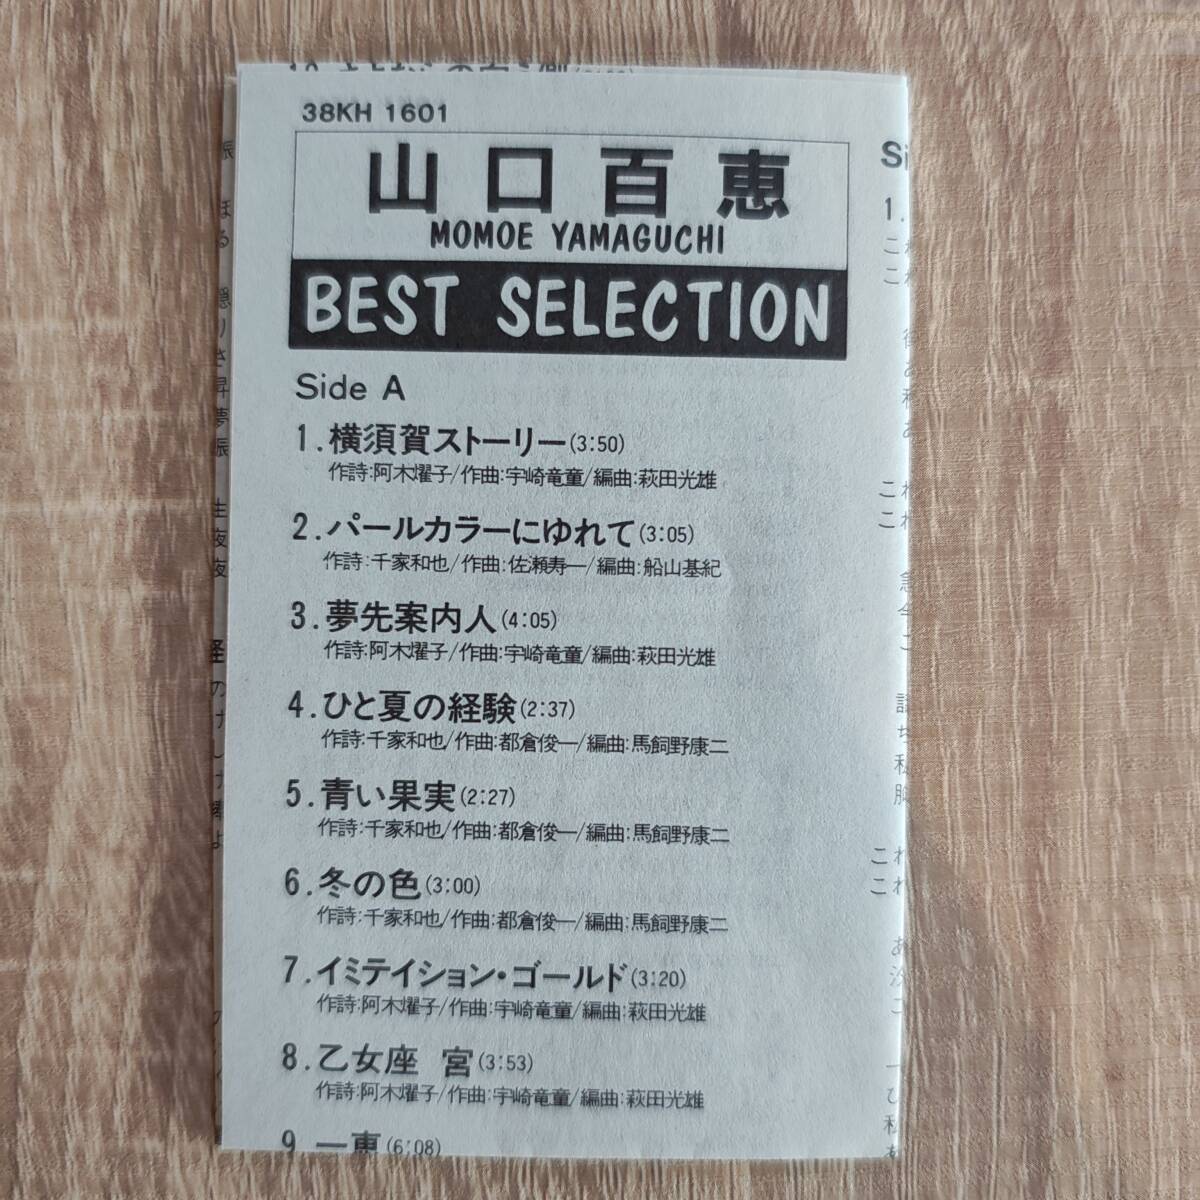 38KH 1601
山口百恵
MOMOE YAMAGUCHI
BEST SELECTION
Side A
1.横須賀ストーリー(3:50)
作詩:阿木燿子/作曲:宇崎竜童/編曲:萩田光雄
2.パールカラーにゆれて(3:05)
作詩:千家和也/作曲:佐瀬寿一/編曲:船山基紀
3.夢先案内人(4:05)
作詩:阿木燿子/作曲:宇崎竜童/編曲:萩田光雄
4.ひと夏の経験(2:37)
作詩:千家和也/作曲:都倉俊一/編曲:馬飼野康二
5.青い果実(2:27)
作詩:千家和也/作曲:都倉俊一/編曲:馬飼野康二
6.冬の色(3:00)
作詩:千家和也/作曲:都倉俊一/編曲:馬飼野康二
7.イミテイション・ゴールド(3:20)
作詩:阿木燿子/作曲:宇崎竜童/編曲:萩田光雄
8.乙女座 宮(3:53)
作詩:阿木燿子/作曲:宇崎竜童/編曲:萩田光雄
9.一恵(6:08)